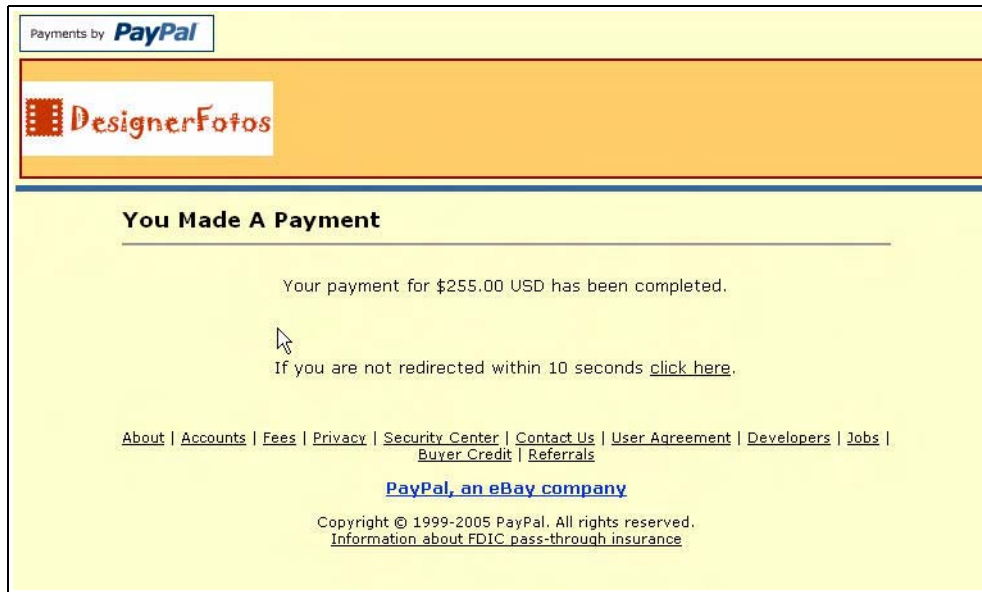 Payments by PayPal
DesignerFotos
You Made A Payment
Your payment for $255.00 USD has been completed.
If you are not redirected within 10 seconds click here.
About | Accounts | Fees | Privacy | Security Center | Contact Us | User Agreement | Developers | Jobs |
Buyer Credit | Referrals
PayPal, an eBay company
Copyright © 1999-2005 PayPal. All rights reserved.
Information about FDIC pass-through insurance